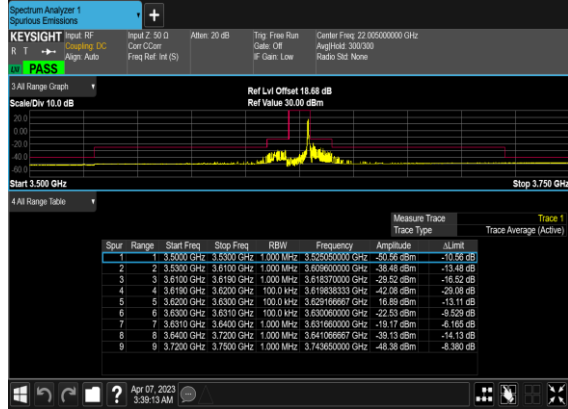 Spectrum Analyzer 1
Spurious Emissions
KEYSIGHT Input: RF Input Z: 50 Ω Atten: 20 dB Trig: Free Run Center Freq: 22.005000000 GHz
R T Coupling: DC Corr CCorr Gate: Off Avg|Hold: 300/300
Align: Auto Freq Ref: Int (S) IF Gain: Low Radio Std: None
PASS
3 All Range Graph
Ref Lvl Offset 18.68 dB
Scale/Div 10.0 dB Ref Value 30.00 dBm
20.0
0.00
-20.0
-40.0
-60.0
Start 3.500 GHz Stop 3.750 GHz
4 All Range Table
Measure Trace Trace 1
Trace Type Trace Average (Active)
Spur Range Start Freq Stop Freq RBW Frequency Amplitude ΔLimit
1 1 3.5000 GHz 3.5300 GHz 1.000 MHz 3.525050000 GHz -50.56 dBm -10.56 dB
2 2 3.5300 GHz 3.6100 GHz 1.000 MHz 3.609600000 GHz -38.48 dBm -13.48 dB
3 3 3.6100 GHz 3.6190 GHz 1.000 MHz 3.618370000 GHz -29.52 dBm -16.52 dB
4 4 3.6190 GHz 3.6200 GHz 100.0 kHz 3.619838333 GHz -42.08 dBm -29.08 dB
5 5 3.6200 GHz 3.6300 GHz 100.0 kHz 3.629166667 GHz 16.89 dBm -13.11 dB
6 6 3.6300 GHz 3.6310 GHz 100.0 kHz 3.630060000 GHz -22.53 dBm -9.529 dB
7 7 3.6310 GHz 3.6400 GHz 1.000 MHz 3.631660000 GHz -19.17 dBm -6.165 dB
8 8 3.6400 GHz 3.7200 GHz 1.000 MHz 3.641066667 GHz -39.13 dBm -14.13 dB
9 9 3.7200 GHz 3.7500 GHz 1.000 MHz 3.743650000 GHz -48.38 dBm -8.380 dB
? Apr 07, 2023
3:39:13 AM